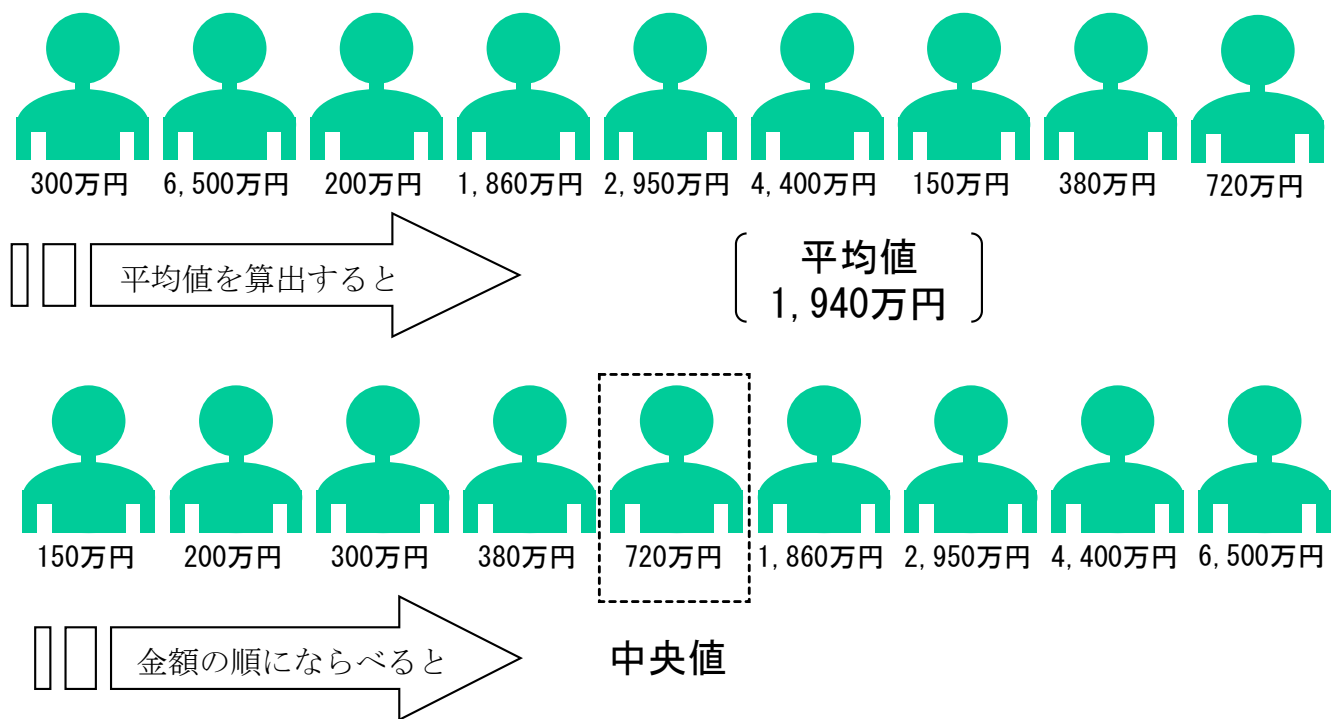 300万円 6,500万円 200万円 1,860万円 2,950万円 4,400万円 150万円 380万円 720万円
平均値を算出すると
平均値
1,940万円
150万円 200万円 300万円 380万円 720万円 1,860万円 2,950万円 4,400万円 6,500万円
金額の順にならべると
中央値